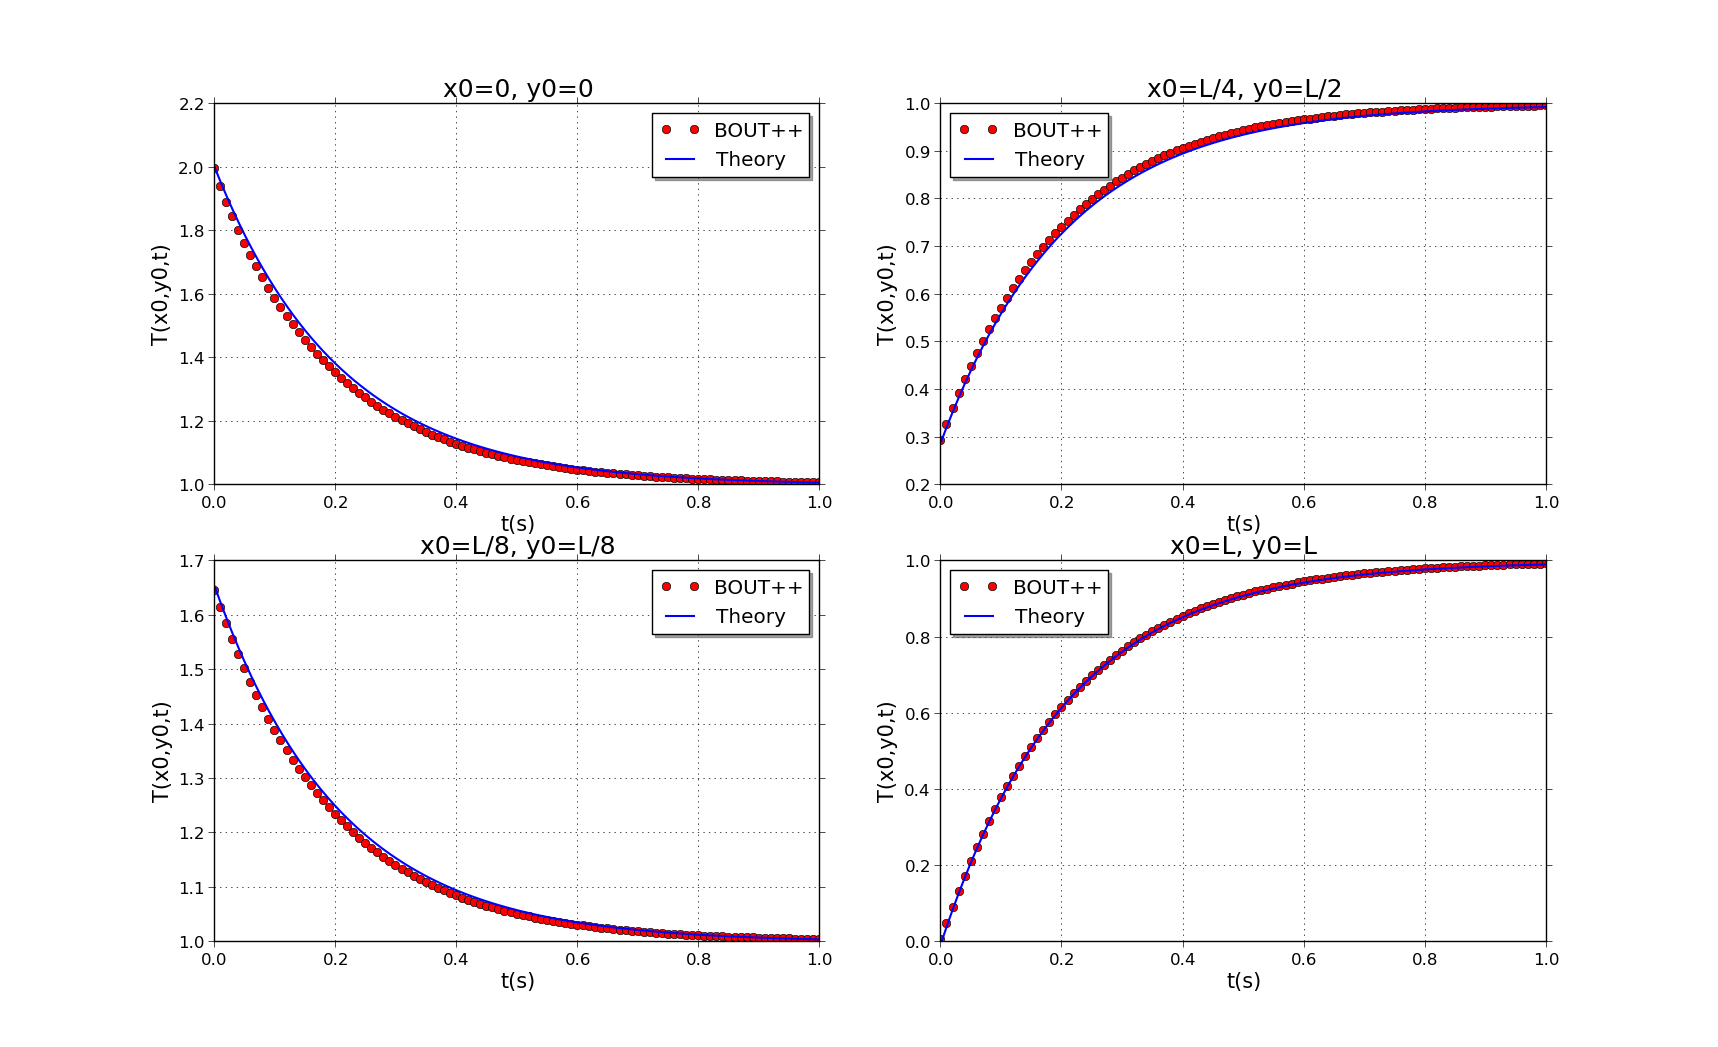 x0=0, y0=0
2.2
2.0
1.8
1.6
1.4
1.2
1.0
T(x0,y0,t)
BOUT++
Theory
0.0 0.2 0.4 0.6 0.8 1.0
t(s)
x0=L/4, y0=L/2
1.0
0.9
0.8
0.7
0.6
0.5
0.4
0.3
0.2
T(x0,y0,t)
BOUT++
Theory
0.0 0.2 0.4 0.6 0.8 1.0
t(s)
x0=L/8, y0=L/8
1.7
1.6
1.5
1.4
1.3
1.2
1.1
1.0
T(x0,y0,t)
BOUT++
Theory
0.0 0.2 0.4 0.6 0.8 1.0
t(s)
x0=L, y0=L
1.0
0.8
0.6
0.4
0.2
0.0
T(x0,y0,t)
BOUT++
Theory
0.0 0.2 0.4 0.6 0.8 1.0
t(s)